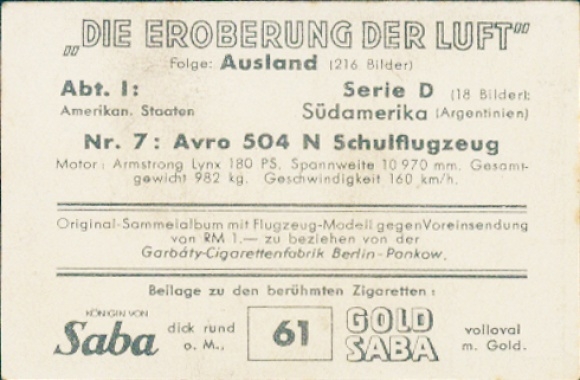 „DIE EROBERUNG DER LUFT“
Folge: Ausland (216 Bilder)
Abt. I: Serie D (18 Bilder):
Amerikan. Staaten Südamerika (Argentinien)
Nr. 7: Avro 504 N Schulflugzeug
Motor: Armstrong Lynx 180 PS. Spannweite 10 970 mm. Gesamt-
gewicht 982 kg. Geschwindigkeit 160 km/h.
Original-Sammelalbum mit Flugzeug-Modell gegen Voreinsendung
von RM 1.— zu beziehen von der
Garbáty-Cigarettenfabrik Berlin-Pankow.
Beilage zu den berühmten Zigaretten:
KÖNIGIN VON
Saba dick rund o. M., 61 GOLD SABA volloval m. Gold.